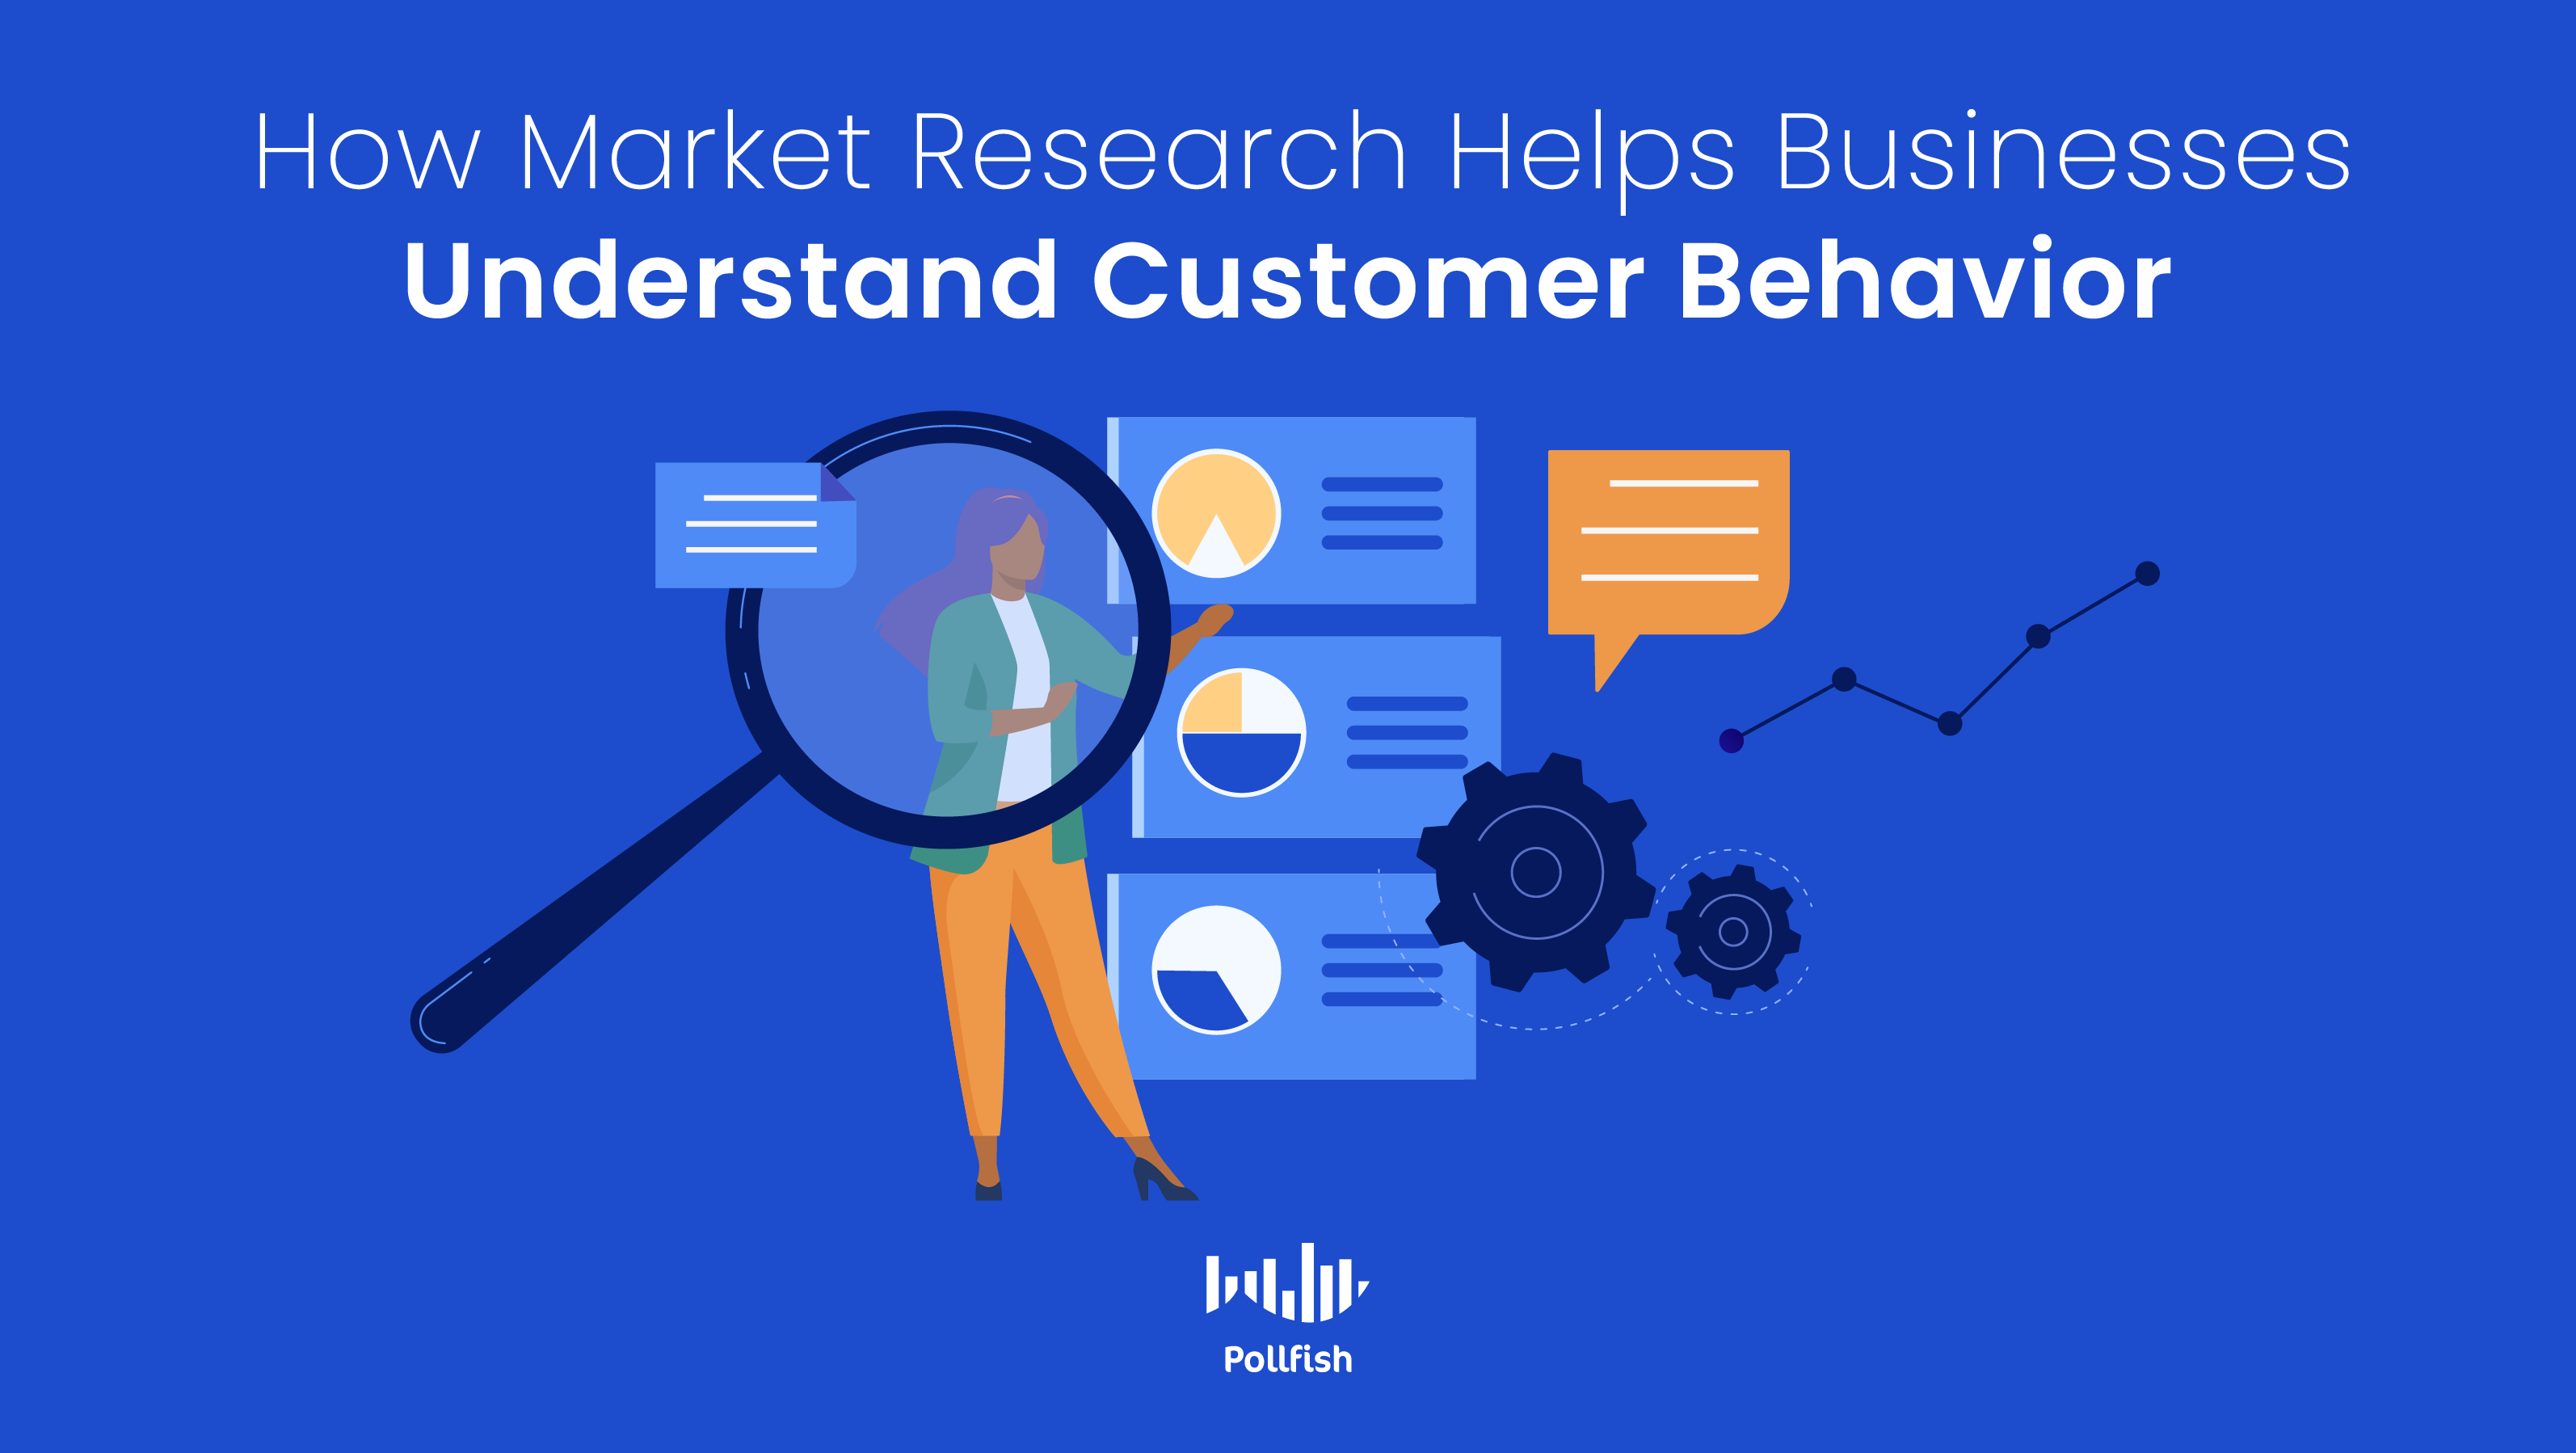 How Market Research Helps Businesses
Understand Customer Behavior
Pollfish